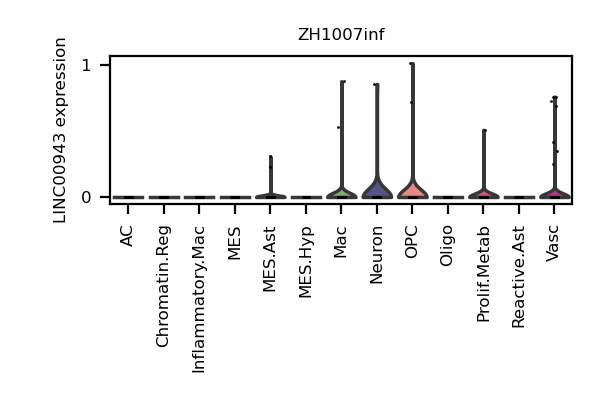 ZH1007inf
LINC00943 expression
1
0
AC
Chromatin.Reg
Inflammatory.Mac
MES
MES.Ast
MES.Hyp
Mac
Neuron
OPC
Oligo
Prolif.Metab
Reactive.Ast
Vasc